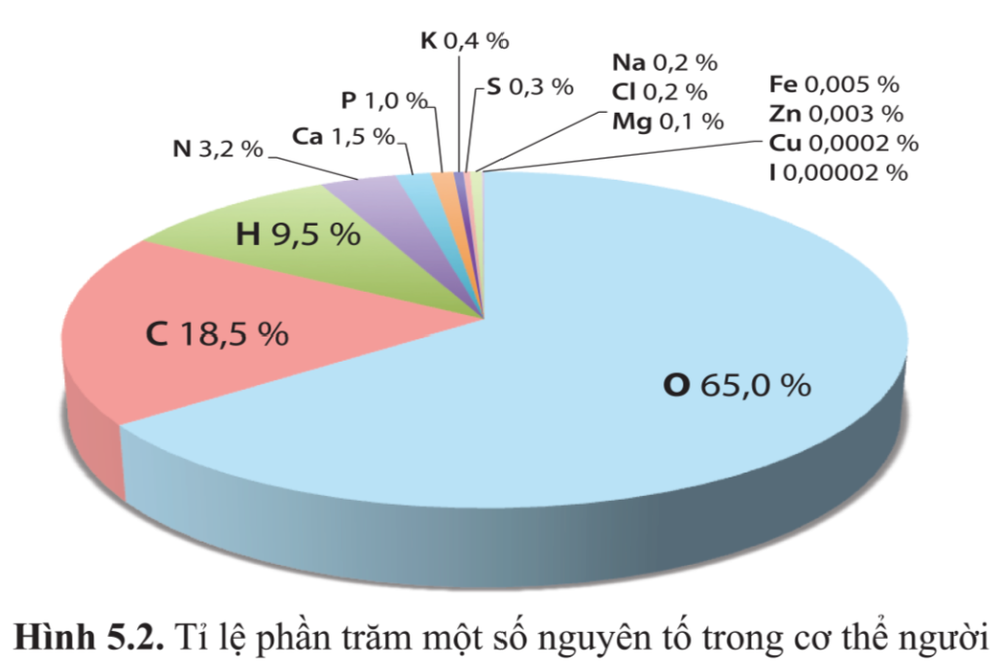 K 0,4 %
S 0,3 %
P 1,0 %
Ca 1,5 %
N 3,2 %
Na 0,2 %
Cl 0,2 %
Mg 0,1 %
Fe 0,005 %
Zn 0,003 %
Cu 0,0002 %
I 0,00002 %
H 9,5 %
C 18,5 %
O 65,0 %
Hình 5.2. Tỉ lệ phần trăm một số nguyên tố trong cơ thể người